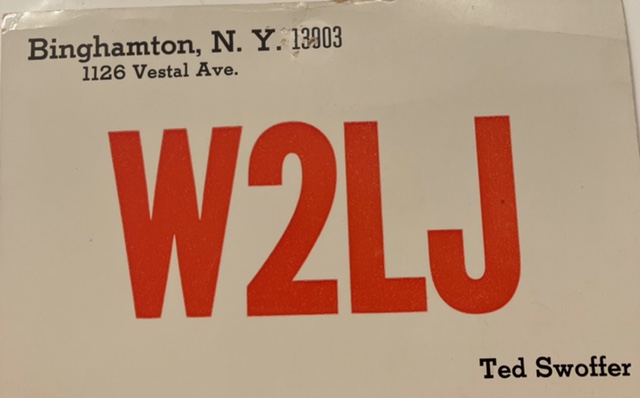 Binghamton, N. Y. 13903
1126 Vestal Ave.
W2LJ
Ted Swoffer